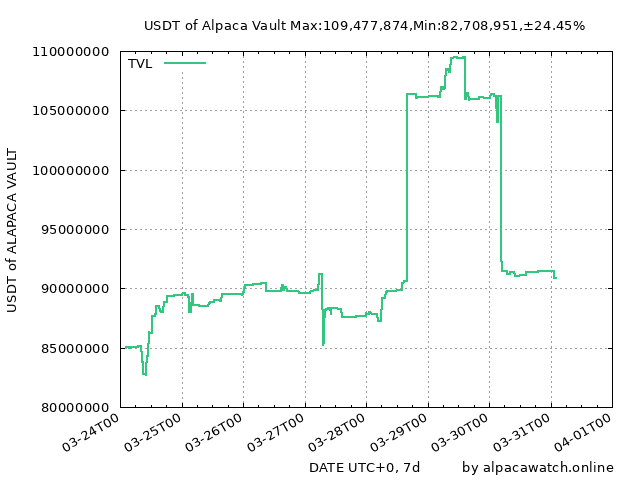 USDT of Alpaca Vault Max:109,477,874,Min:82,708,951,±24.45%
TVL
110000000
105000000
100000000
95000000
90000000
85000000
80000000
USDT of ALAPACA VAULT
03-24T00
03-25T00
03-26T00
03-27T00
03-28T00
03-29T00
03-30T00
03-31T00
04-01T00
DATE UTC+0, 7d
by alpacawatch.online